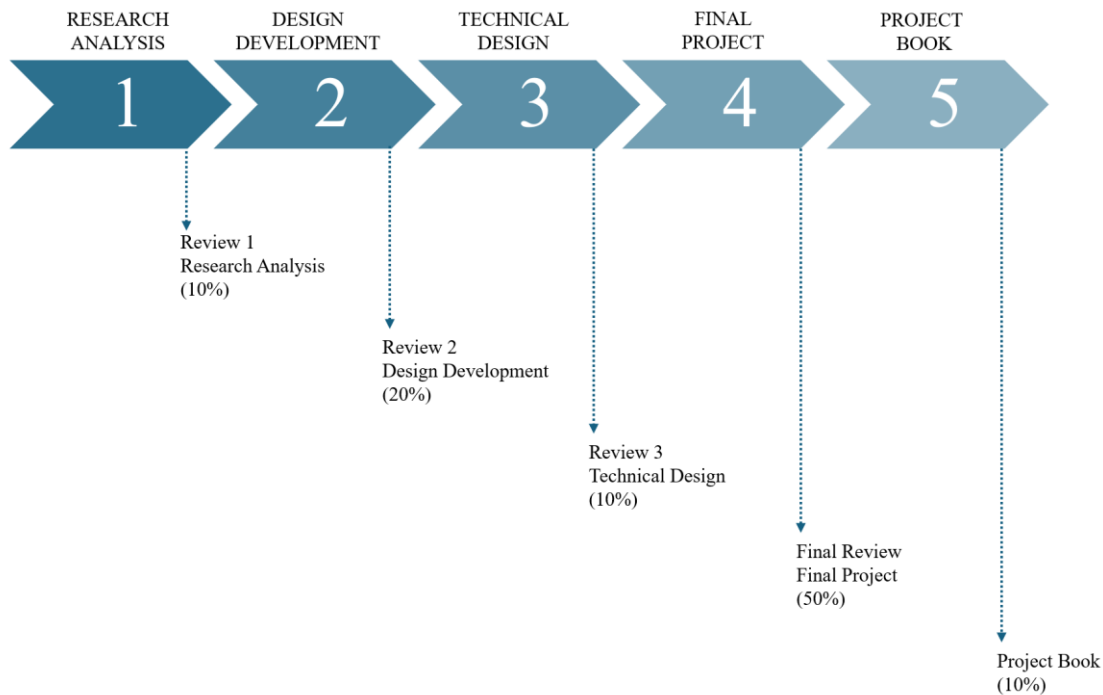 RESEARCH
ANALYSIS
DESIGN
DEVELOPMENT
TECHNICAL
DESIGN
FINAL
PROJECT
PROJECT
BOOK
1
2
3
4
5
Review 1
Research Analysis
(10%)
Review 2
Design Development
(20%)
Review 3
Technical Design
(10%)
Final Review
Final Project
(50%)
Project Book
(10%)